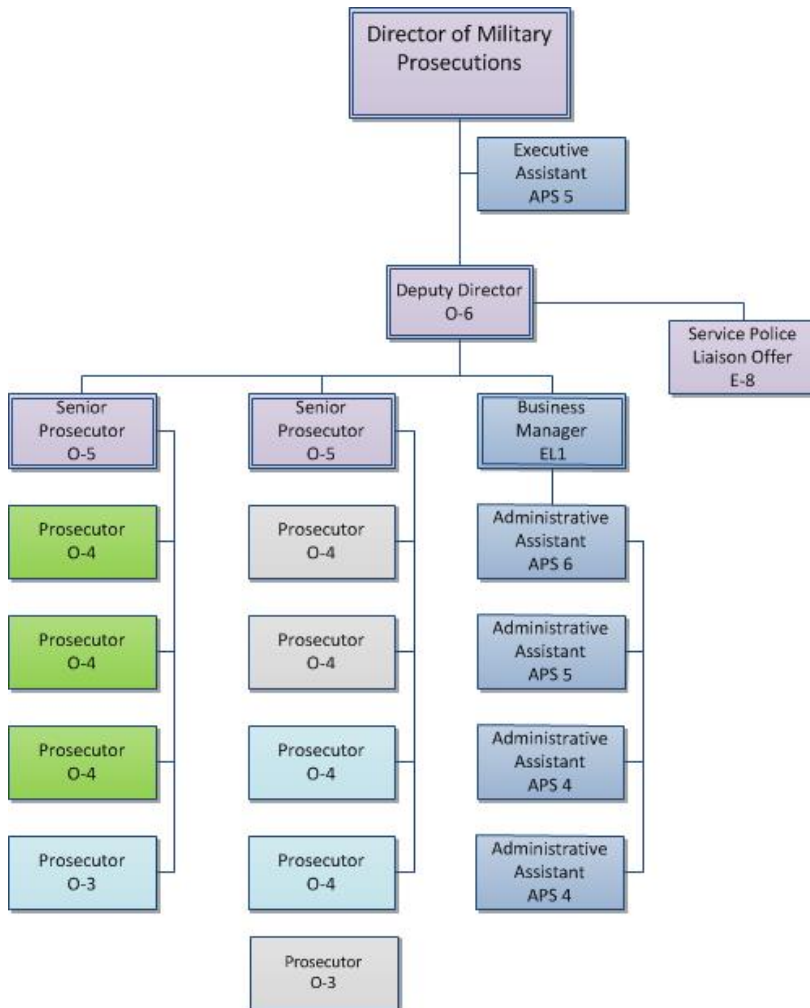 Director of Military
Prosecutions
Executive
Assistant
APS 5
Deputy Director
O-6
Service Police
Liaison Offer
E-8
Senior
Prosecutor
O-5
Senior
Prosecutor
O-5
Business
Manager
EL1
Prosecutor
O-4
Prosecutor
O-4
Administrative
Assistant
APS 6
Prosecutor
O-4
Prosecutor
O-4
Administrative
Assistant
APS 5
Prosecutor
O-4
Prosecutor
O-4
Administrative
Assistant
APS 4
Prosecutor
O-3
Prosecutor
O-4
Administrative
Assistant
APS 4
Prosecutor
O-3